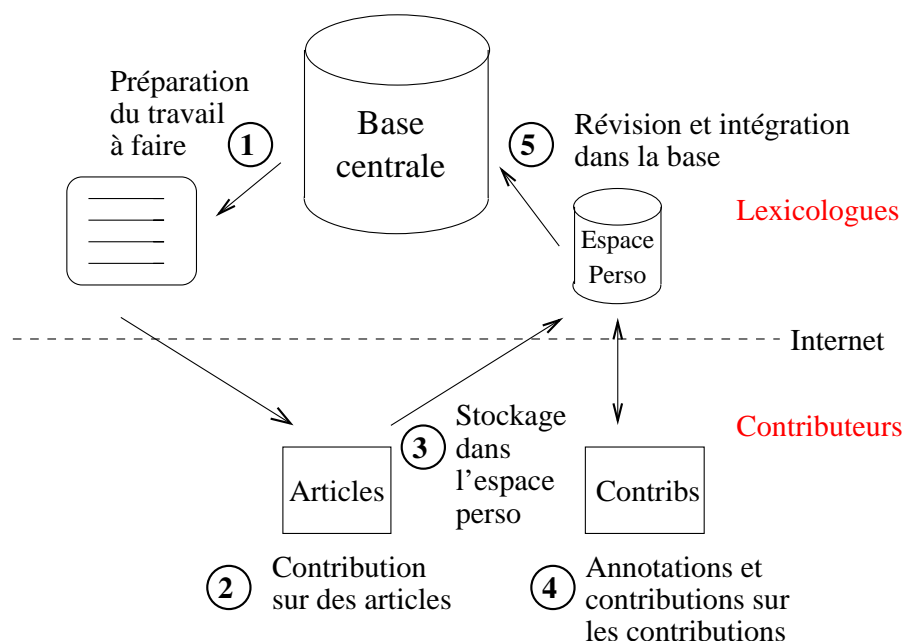 Préparation
du travail
à faire
1
Base
centrale
5
Révision et intégration
dans la base
Lexicologues
Espace
Perso
Internet
Contributeurs
3
Stockage
dans
l'espace
perso
Articles
Contribs
2
Contribution
sur des articles
4
Annotations et
contributions sur
les contributions